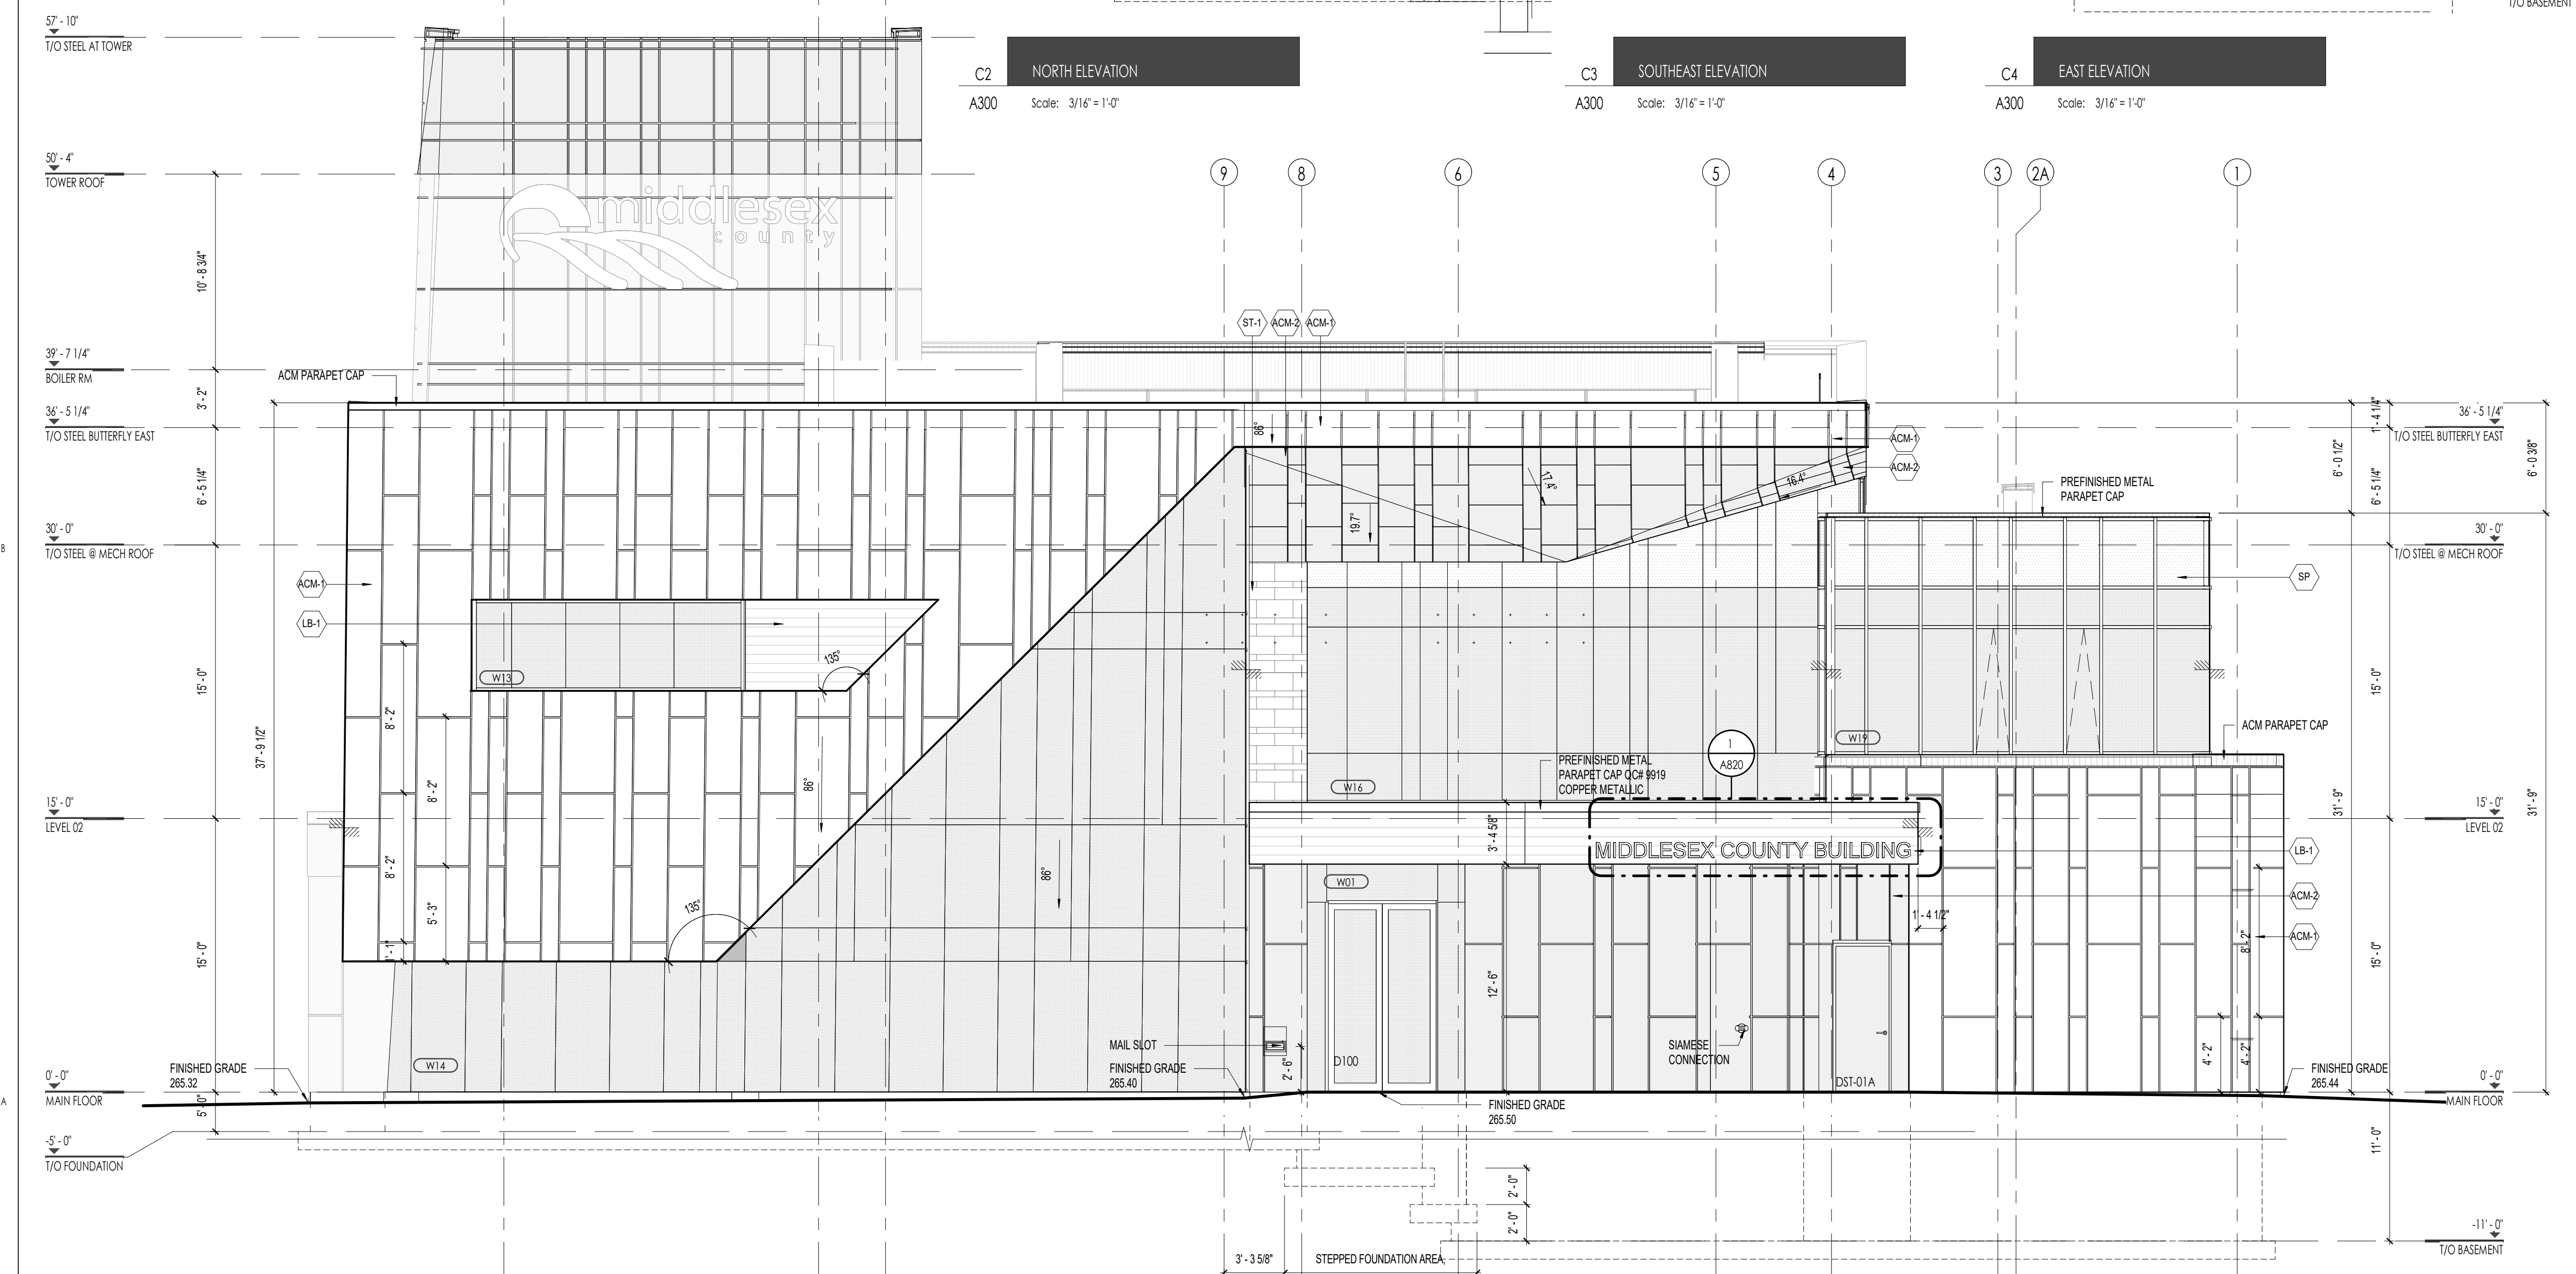 57' - 10"
T/O STEEL AT TOWER
T/O BASEMENT
C2 NORTH ELEVATION
A300 Scale: 3/16" = 1'-0"
C3 SOUTHEAST ELEVATION
A300 Scale: 3/16" = 1'-0"
C4 EAST ELEVATION
A300 Scale: 3/16" = 1'-0"
50' - 4"
TOWER ROOF
9 8 6 5 4 3 2A 1
middlesex
county
10' - 8 3/4"
39' - 7 1/4"
BOILER RM
ACM PARAPET CAP
ST-1 ACM-2 ACM-1
3' - 2"
36' - 5 1/4"
T/O STEEL BUTTERFLY EAST
86°
ACM-1
ACM-2
1' - 4 1/4"
36' - 5 1/4"
T/O STEEL BUTTERFLY EAST
6' - 0 1/2"
6' - 0 3/8"
6' - 5 1/4"
17.4°
16.4°
19.7°
PREFINISHED METAL
PARAPET CAP
6' - 5 1/4"
30' - 0"
T/O STEEL @ MECH ROOF
30' - 0"
T/O STEEL @ MECH ROOF
B
ACM-1
LB-1
SP
W13
135°
15' - 0"
8' - 2"
15' - 0"
37' - 9 1/2"
8' - 2"
86°
ACM PARAPET CAP
W19
1
A820
PREFINISHED METAL
PARAPET CAP QC# 9919
COPPER METALLIC
W16
31' - 9"
31' - 9"
15' - 0"
LEVEL 02
15' - 0"
LEVEL 02
3' - 4 5/8"
MIDDLESEX COUNTY BUILDING
LB-1
8' - 2"
86°
W01
ACM-2
5' - 3"
135°
1' - 4 1/2"
ACM-1
8' - 2"
1' - 1"
15' - 0"
15' - 0"
12' - 6"
MAIL SLOT
SIAMESE
CONNECTION
D100
DST-01A
2' - 6"
4' - 2"
4' - 2"
W14
FINISHED GRADE
265.32
FINISHED GRADE
265.40
FINISHED GRADE
265.44
0' - 0"
MAIN FLOOR
0' - 0"
MAIN FLOOR
A
5' - 0"
FINISHED GRADE
265.50
-5' - 0"
T/O FOUNDATION
11' - 0"
2' - 0"
2' - 0"
-11' - 0"
T/O BASEMENT
3' - 3 5/8"
STEPPED FOUNDATION AREA,